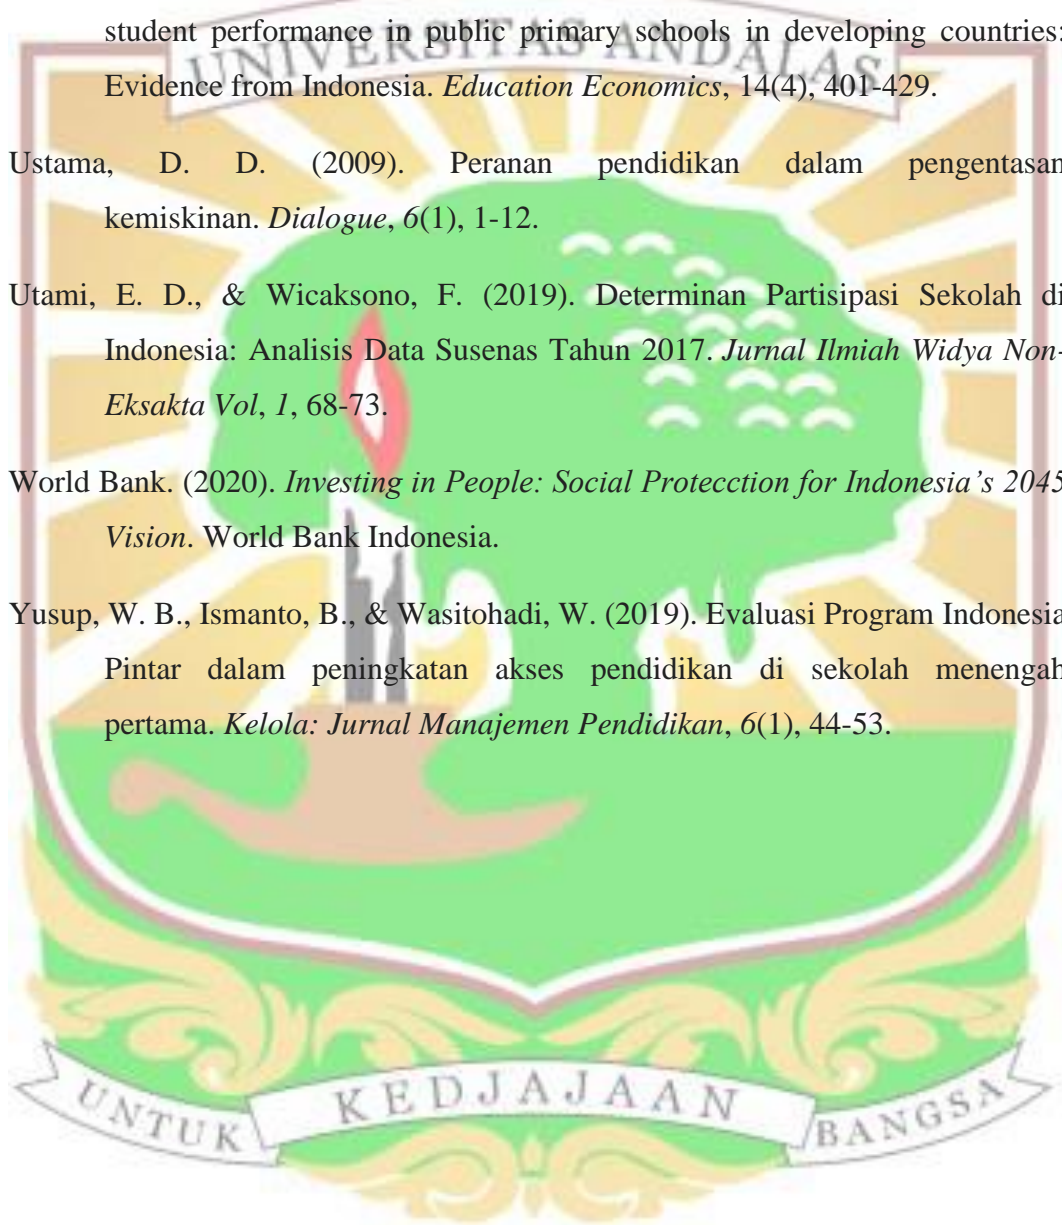 student performance in public primary schools in developing countries:
UNIVERSITAS ANDALAS
Evidence from Indonesia. Education Economics, 14(4), 401-429.
Ustama, D. D. (2009). Peranan pendidikan dalam pengentasan
kemiskinan. Dialogue, 6(1), 1-12.
Utami, E. D., & Wicaksono, F. (2019). Determinan Partisipasi Sekolah di
Indonesia: Analisis Data Susenas Tahun 2017. Jurnal Ilmiah Widya Non-
Eksakta Vol, 1, 68-73.
World Bank. (2020). Investing in People: Social Protecction for Indonesia’s 2045
Vision. World Bank Indonesia.
Yusup, W. B., Ismanto, B., & Wasitohadi, W. (2019). Evaluasi Program Indonesia
Pintar dalam peningkatan akses pendidikan di sekolah menengah
pertama. Kelola: Jurnal Manajemen Pendidikan, 6(1), 44-53.
UNTUK KEDJAJAAN BANGSA